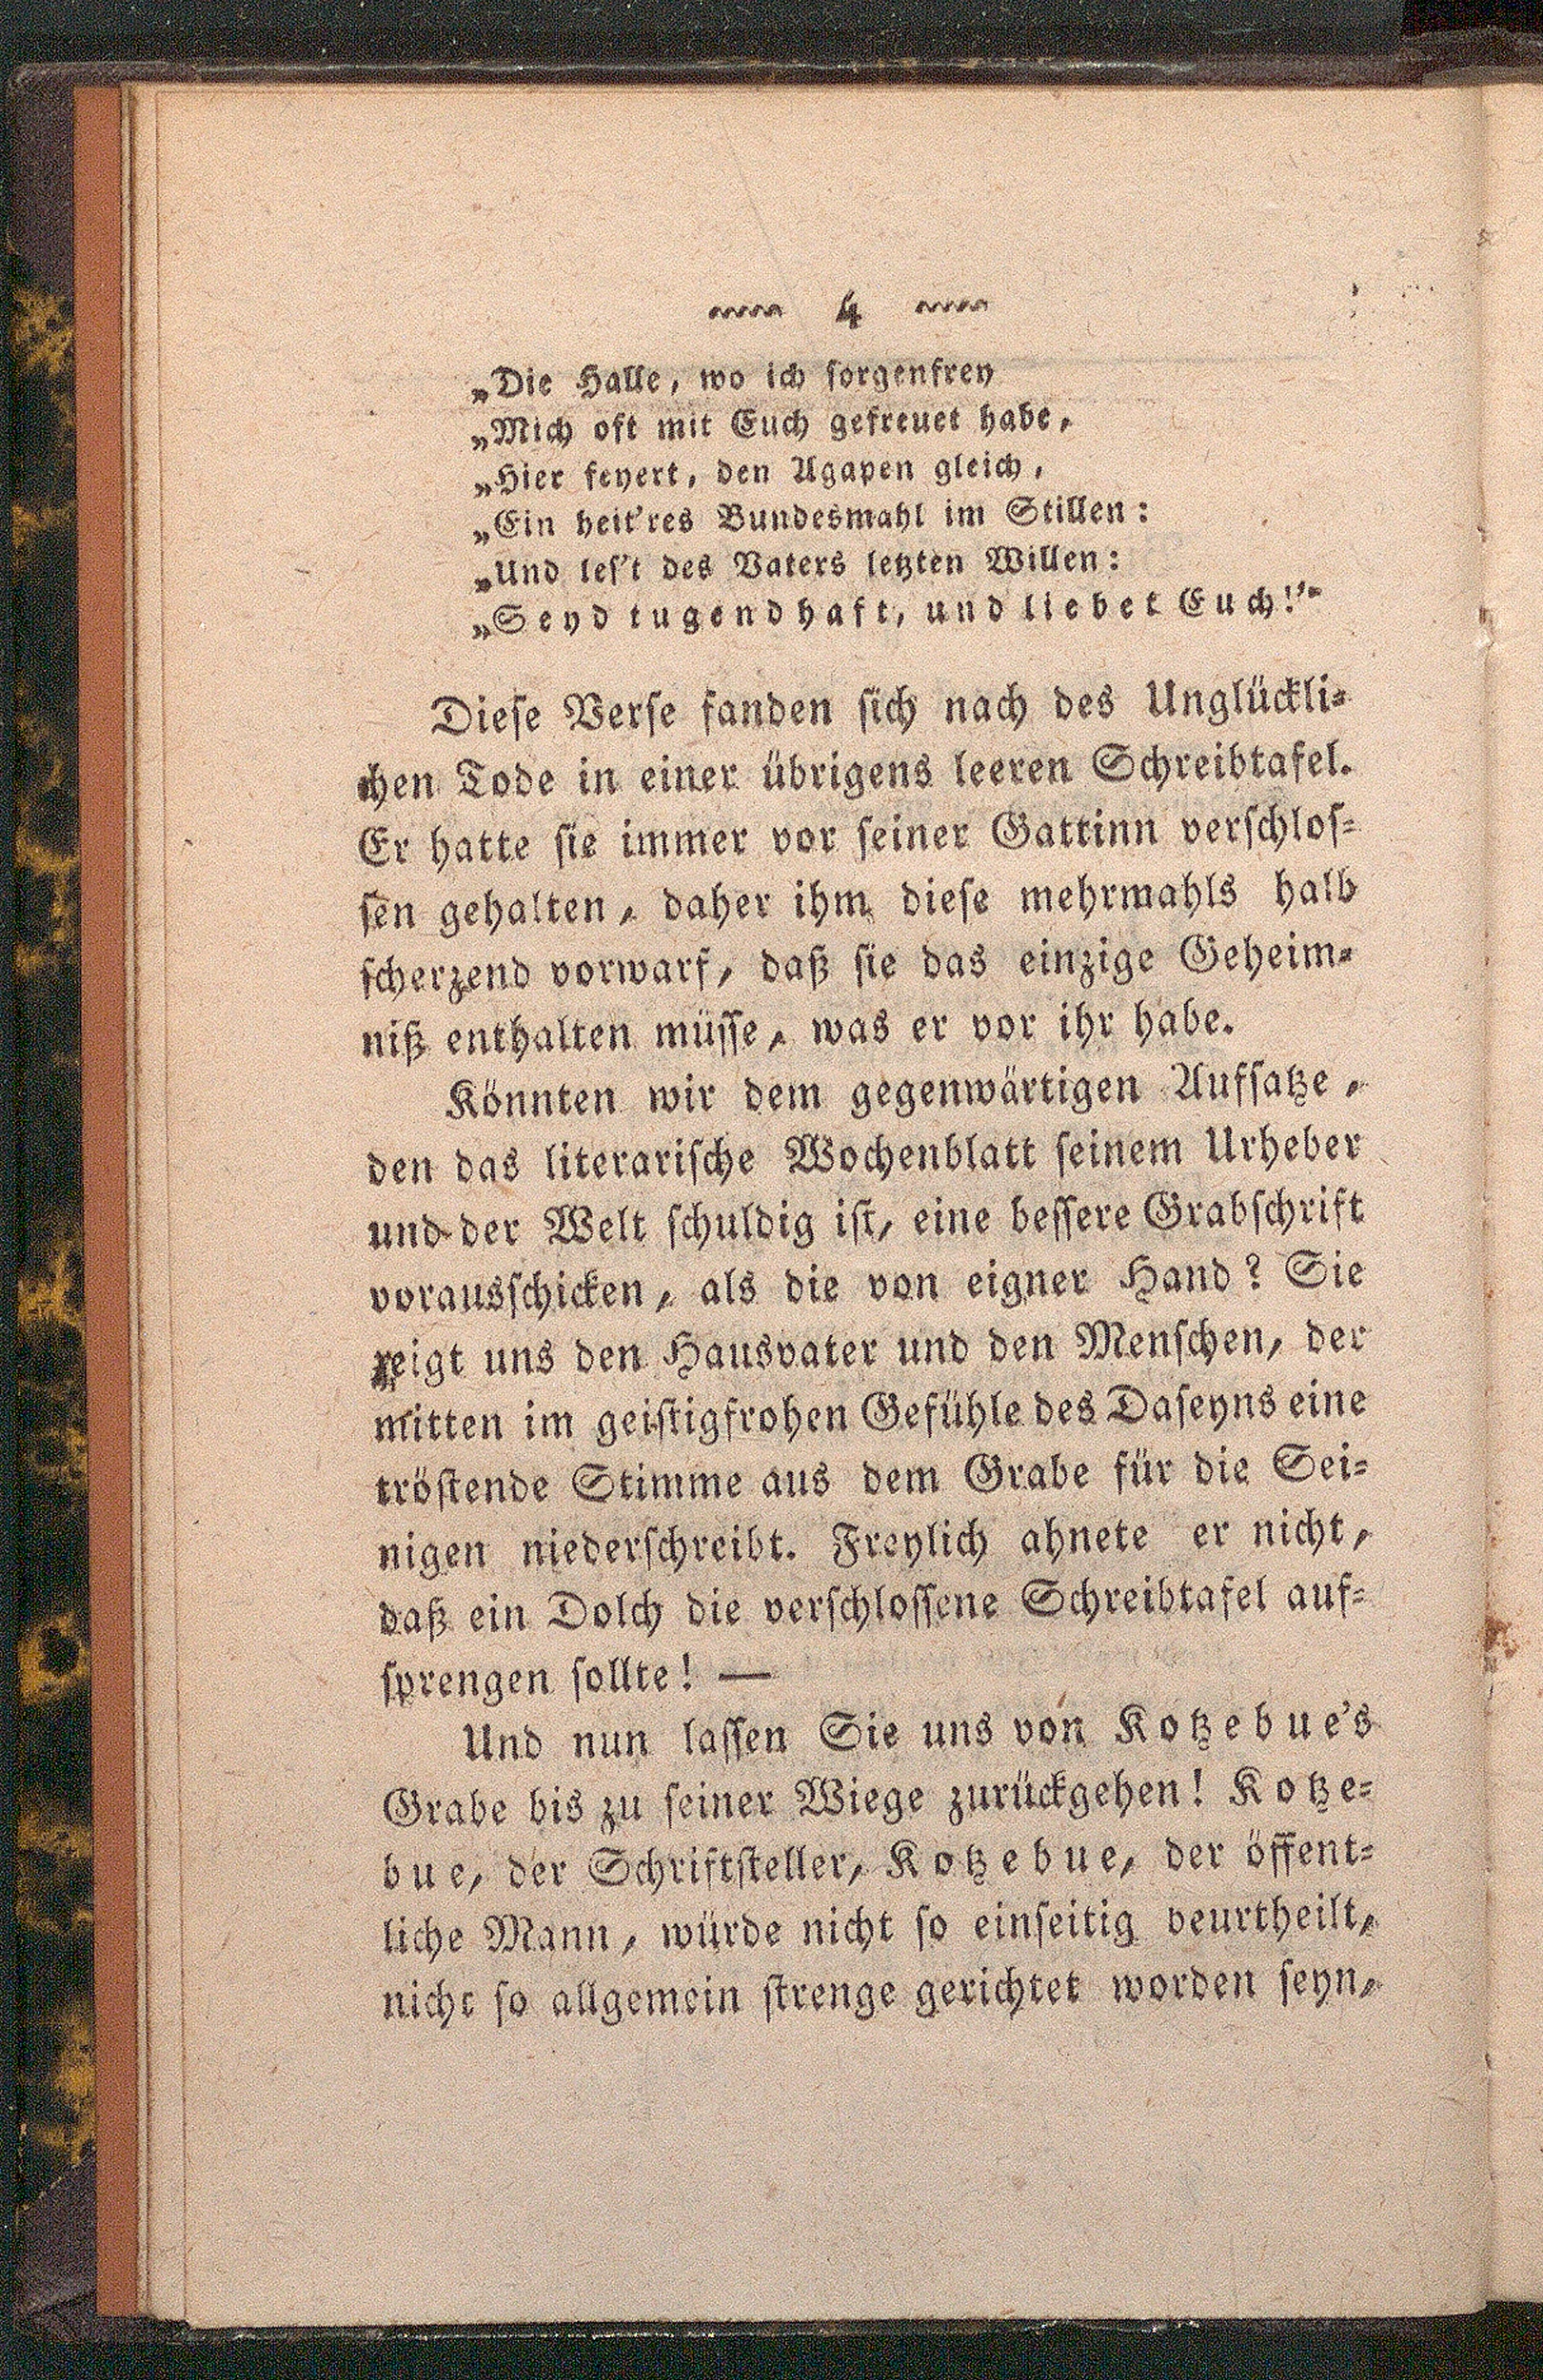 4
„Die Halle, wo ich ſorgenfrey
„Mich oft mit Euch gefreuet habe,
„Hier feyert, den Agapen gleich,
„Ein heit'res Bundesmahl im Stillen:
„Und leſ't des Vaters letzten Willen:
„Seyd tugendhaft, und liebet Euch!“
Dieſe Verſe fanden ſich nach des Unglückli-
chen Tode in einer übrigens leeren Schreibtafel.
Er hatte ſie immer vor ſeiner Gattinn verſchloſ-
ſen gehalten, daher ihm dieſe mehrmahls halb
ſcherzend vorwarf, daß ſie das einzige Geheim-
niß enthalten müſſe, was er vor ihr habe.
Könnten wir dem gegenwärtigen Aufſatze,
den das literariſche Wochenblatt ſeinem Urheber
und der Welt ſchuldig iſt, eine beſſere Grabſchrift
vorausſchicken, als die von eigner Hand? Sie
zeigt uns den Hausvater und den Menſchen, der
mitten im geiſtigfrohen Gefühle des Daſeyns eine
tröſtende Stimme aus dem Grabe für die Sei-
nigen niederſchreibt. Freylich ahnete er nicht,
daß ein Dolch die verſchloſſene Schreibtafel auf-
ſprengen ſollte! —
Und nun laſſen Sie uns von Kotzebue's
Grabe bis zu ſeiner Wiege zurückgehen! Kotze-
bue, der Schriftſteller, Kotzebue, der öffent-
liche Mann, würde nicht ſo einſeitig beurtheilt,
nicht ſo allgemein ſtrenge gerichtet worden ſeyn,